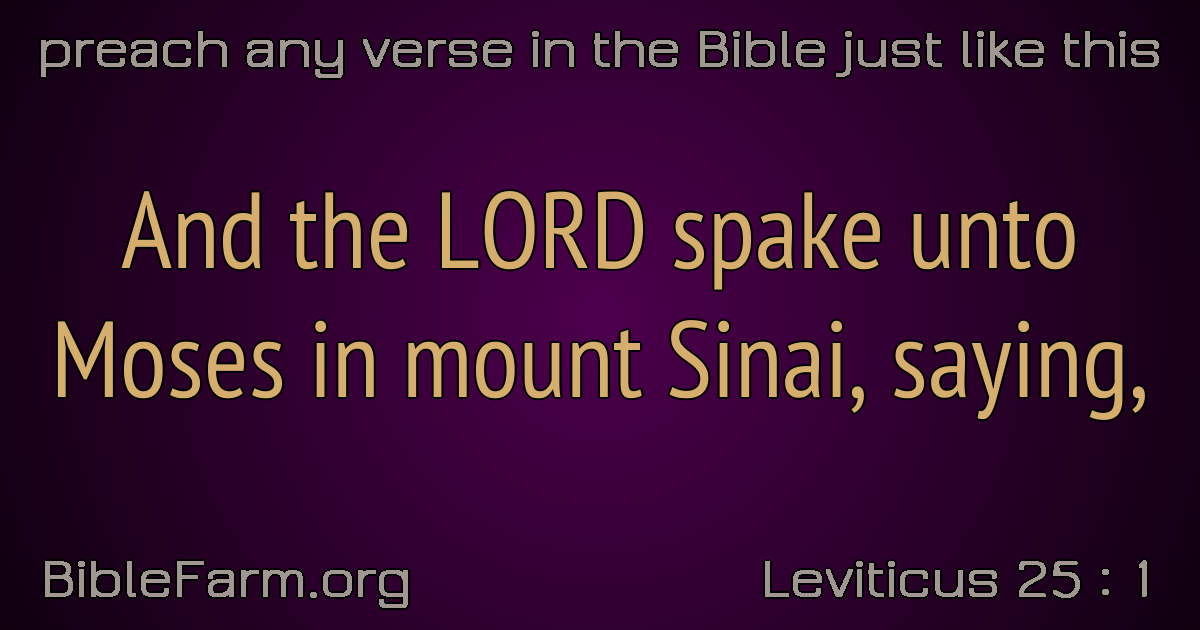 preach any verse in the Bible just like this
And the LORD spake unto
Moses in mount Sinai, saying,
BibleFarm.org
Leviticus 25 : 1